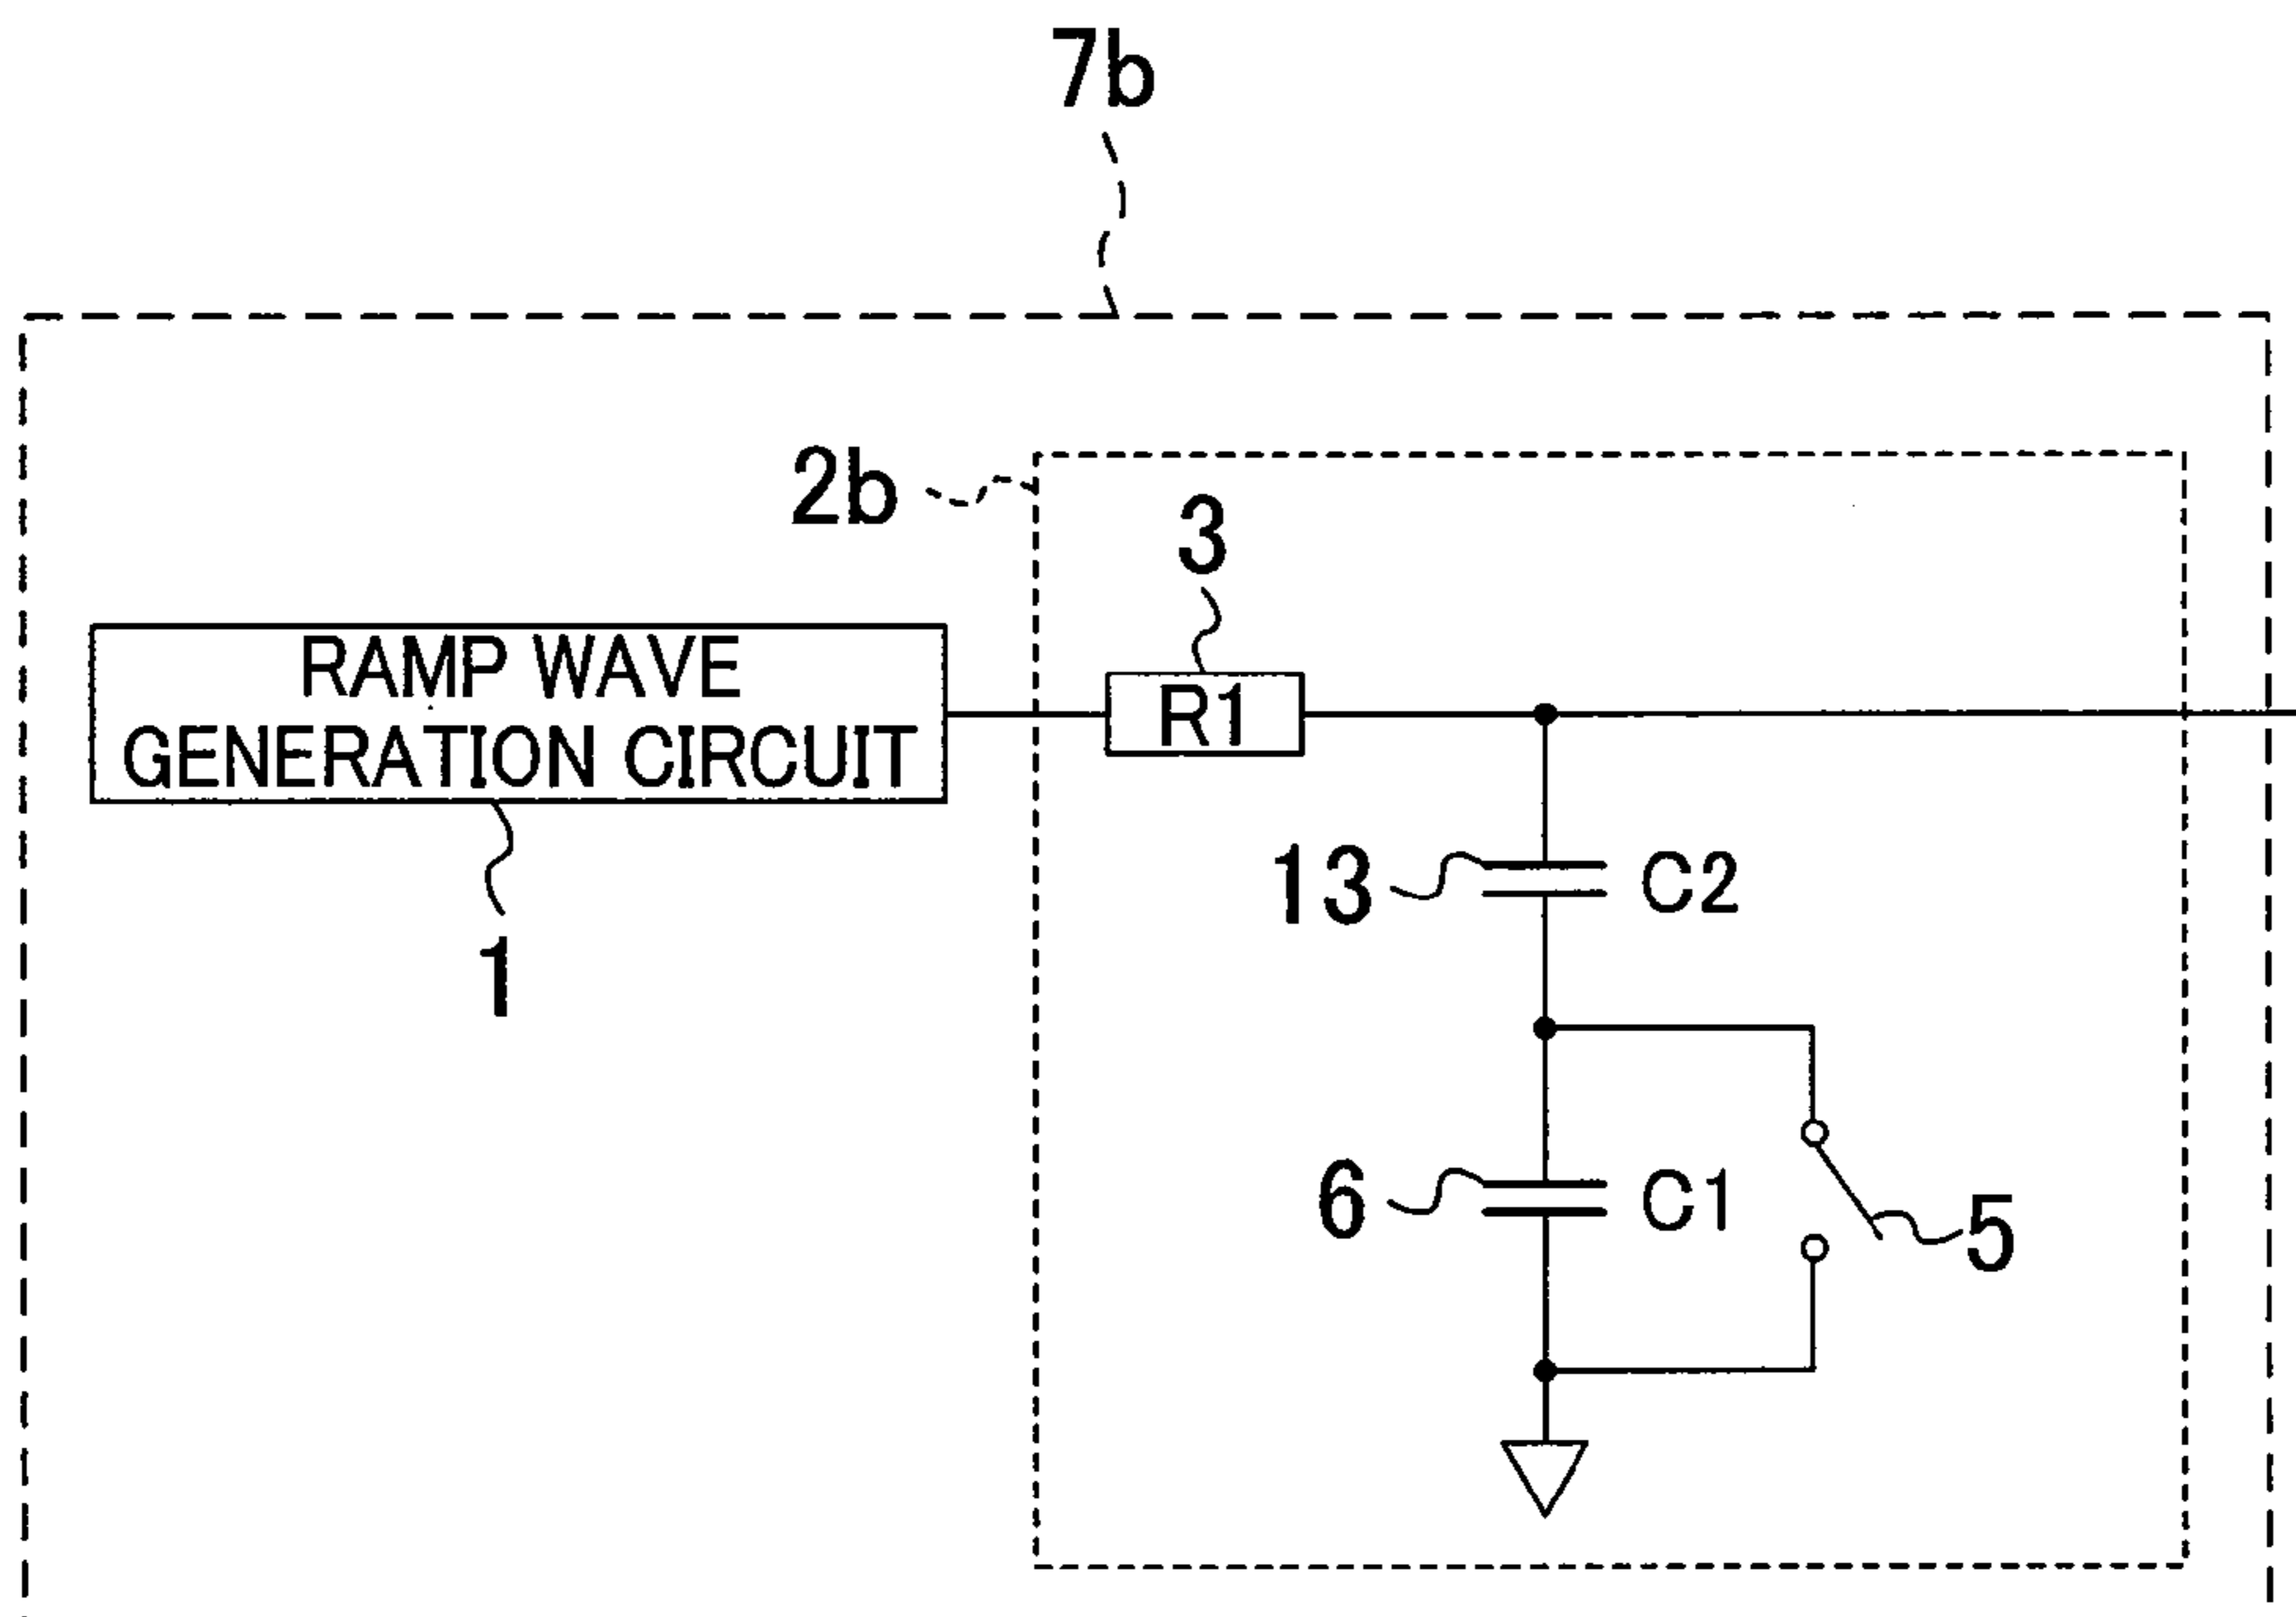 7b
2b
3
RAMP WAVE
GENERATION CIRCUIT
R1
1
13
C2
6
C1
5